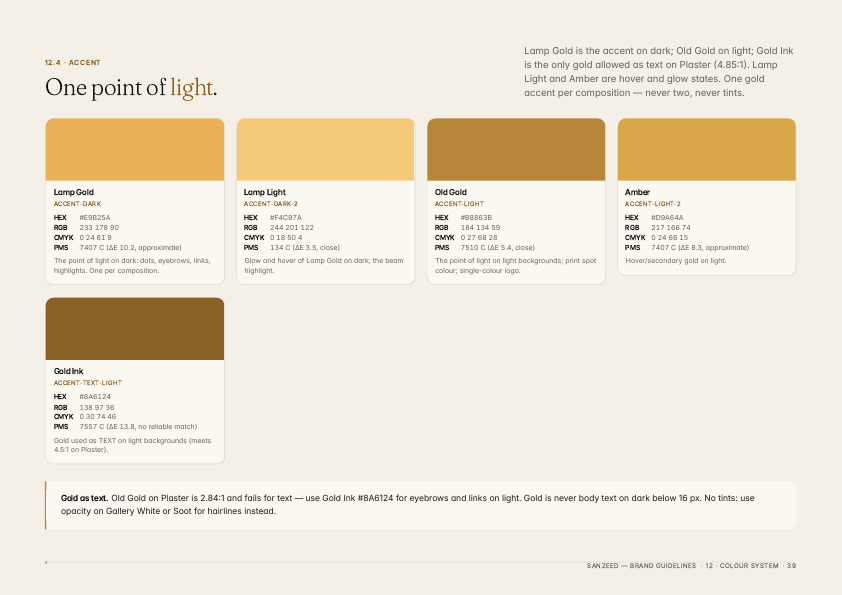 12.4 · ACCENT
One point of light.
Lamp Gold is the accent on dark; Old Gold on light; Gold Ink
is the only gold allowed as text on Plaster (4.85:1). Lamp
Light and Amber are hover and glow states. One gold
accent per composition — never two, never tints.
Lamp Gold
ACCENT-DARK
HEX #E9B25A
RGB 233 178 90
CMYK 0 24 61 9
PMS 7407 C (ΔE 10.2, approximate)
The point of light on dark: dots, eyebrows, links,
highlights. One per composition.
Lamp Light
ACCENT-DARK-2
HEX #F4C97A
RGB 244 201 122
CMYK 0 18 50 4
PMS 134 C (ΔE 3.5, close)
Glow and hover of Lamp Gold on dark; the beam
highlight.
Old Gold
ACCENT-LIGHT
HEX #B8863B
RGB 184 134 59
CMYK 0 27 68 28
PMS 7510 C (ΔE 5.4, close)
The point of light on light backgrounds; print spot
colour; single-colour logo.
Amber
ACCENT-LIGHT-2
HEX #D9A64A
RGB 217 166 74
CMYK 0 24 66 15
PMS 7407 C (ΔE 8.3, approximate)
Hover/secondary gold on light.
Gold Ink
ACCENT-TEXT-LIGHT
HEX #8A6124
RGB 138 97 36
CMYK 0 30 74 46
PMS 7557 C (ΔE 13.8, no reliable match)
Gold used as TEXT on light backgrounds (meets
4.5:1 on Plaster).
Gold as text. Old Gold on Plaster is 2.84:1 and fails for text — use Gold Ink #8A6124 for eyebrows and links on light. Gold is never body text on dark below 16 px. No tints: use
opacity on Gallery White or Soot for hairlines instead.
SANZEED — BRAND GUIDELINES · 12 · COLOUR SYSTEM · 39